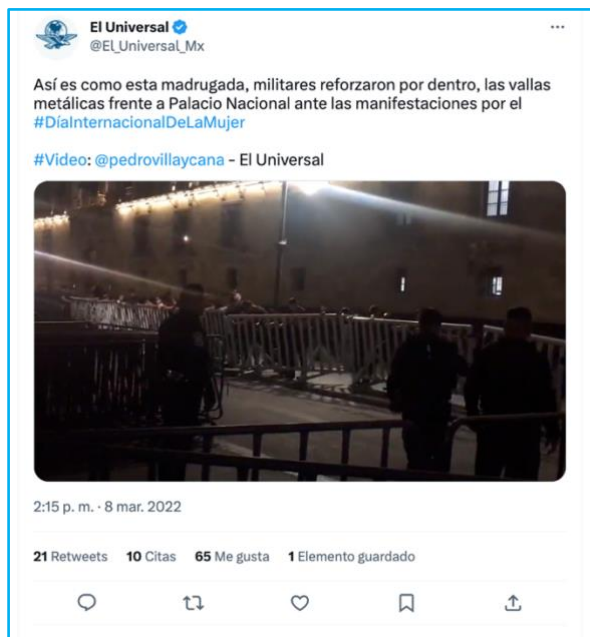 El Universal
@El_Universal_Mx
Así es como esta madrugada, militares reforzaron por dentro, las vallas
metálicas frente a Palacio Nacional ante las manifestaciones por el
#DíaInternacionalDeLaMujer
#Video: @pedrovillaycana - El Universal
2:15 p. m. · 8 mar. 2022
21 Retweets 10 Citas 65 Me gusta 1 Elemento guardado